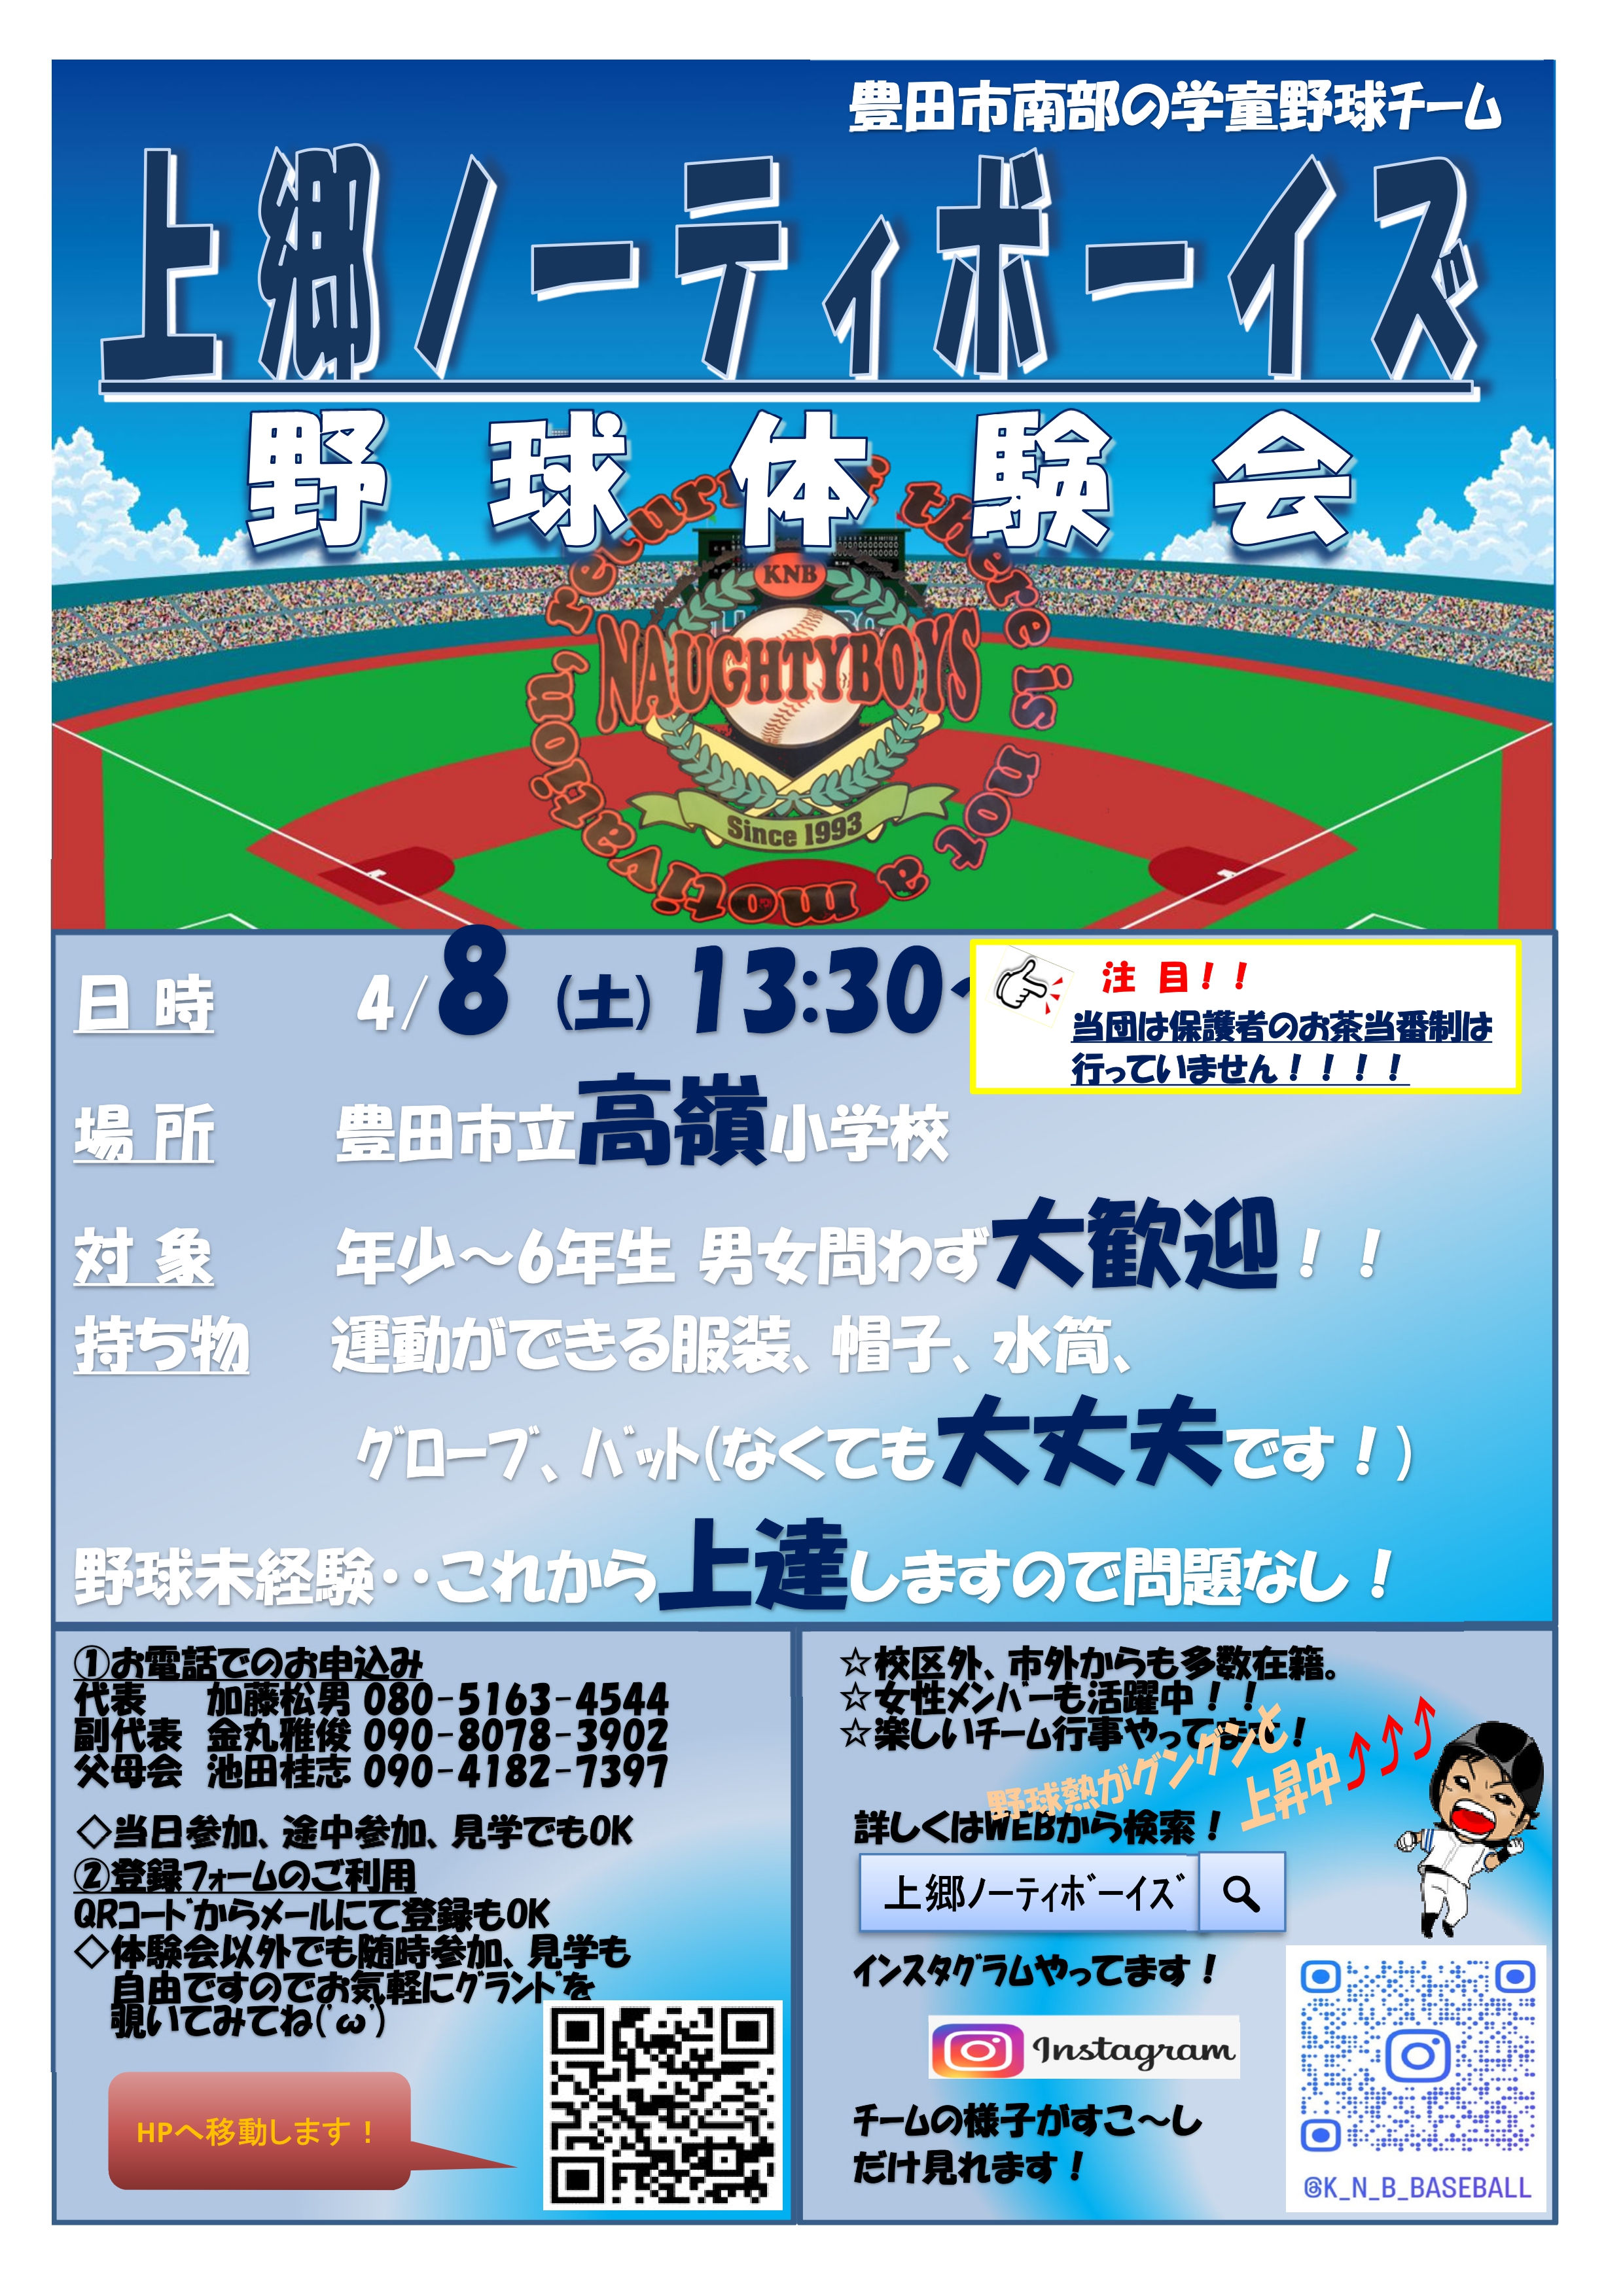 豊田市南部の学童野球チーム
上郷ノーティボーイズ
野球体験会
return ( there is not a motivation, )
KNB
NAUGHTYBOYS
Since 1993
日時 4/8 (土) 13:30~
注 目!!
当団は保護者のお茶当番制は
行っていません!!!!
場所 豊田市立高嶺小学校
対象 年少~6年生 男女問わず大歓迎!!
持ち物 運動ができる服装、帽子、水筒、
グローブ、バット(なくても大丈夫です!)
野球未経験・・これから上達しますので問題なし!
①お電話でのお申込み
代表 加藤松男 080-5163-4544
副代表 金丸雅俊 090-8078-3902
父母会 池田桂志 090-4182-7397
◇当日参加、途中参加、見学でもOK
②登録フォームのご利用
QRコードからメールにて登録もOK
◇体験会以外でも随時参加、見学も
自由ですのでお気軽にグランドを
覗いてみてね('ω')
HPへ移動します!
☆校区外、市外からも多数在籍。
☆女性メンバーも活躍中!!
☆楽しいチーム行事やってます!
野球熱がグングンと
上昇中⤴⤴⤴
詳しくはWEBから検索!
上郷ノーティボーイズ
インスタグラムやってます!
Instagram
チームの様子がすこ~し
だけ見れます!
@K_N_B_BASEBALL